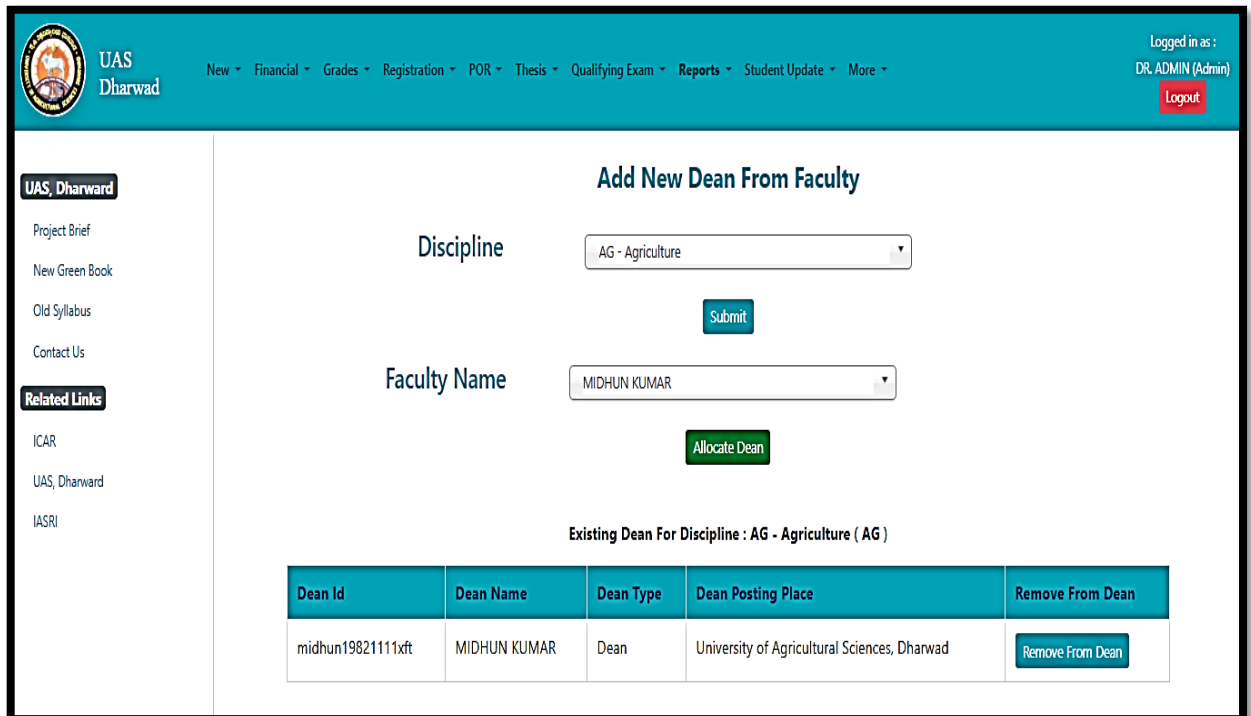 UAS
Dharwad
New Financial Grades Registration POR Thesis Qualifying Exam Reports Student Update More
Logged in as :
DR. ADMIN (Admin)
Logout
UAS, Dharward
Project Brief
New Green Book
Old Syllabus
Contact Us
Related Links
ICAR
UAS, Dharward
IASRI
Add New Dean From Faculty
Discipline AG - Agriculture
Submit
Faculty Name MIDHUN KUMAR
Allocate Dean
Existing Dean For Discipline : AG - Agriculture ( AG )
Dean Id Dean Name Dean Type Dean Posting Place Remove From Dean
midhun19821111xft MIDHUN KUMAR Dean University of Agricultural Sciences, Dharwad Remove From Dean